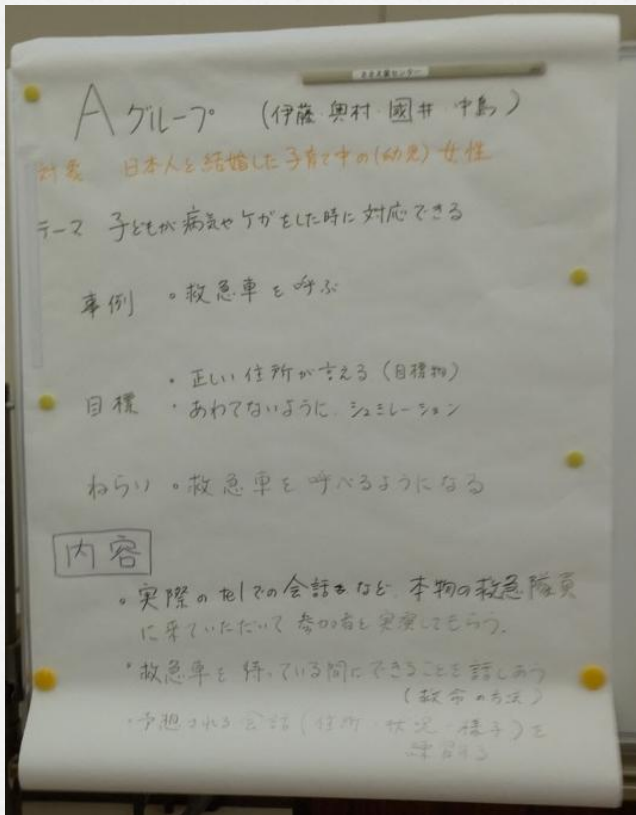 Aグループ (伊藤・奥村・國井・中島)
対象 日本人と結婚した子育て中の(幼児)女性
テーマ 子どもが病気やケガをした時に対応できる
事例 ・救急車を呼ぶ
・正しい住所が言える(目標物)
目標 ・あわてないように、シュミレーション
ねらい ・救急車を呼べるようになる
内容
・実際のtelでの会話など、本物の救急隊員
に来ていただいて参加者と実演してもらう。
・救急車を待っている間にできることを話しあう
(救命の方法)
・予想される会話(住所・状況・様子)を
練習する